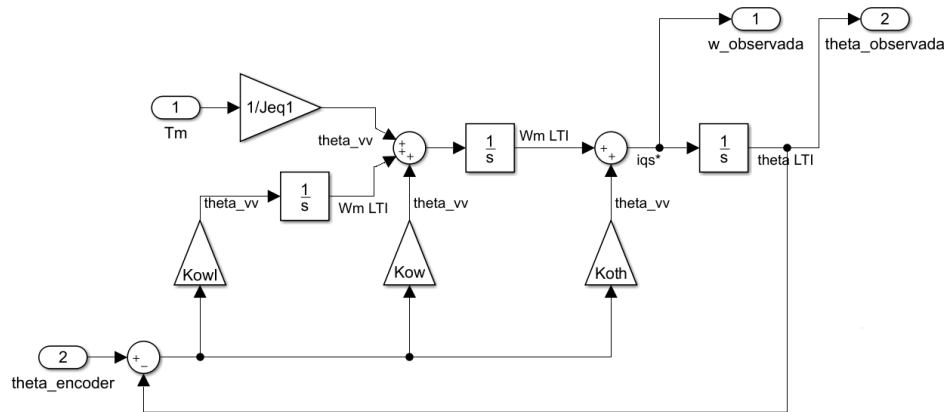 1
w_observada
2
theta_observada
1
Tm
1/Jeq1
theta_vv
+
+
+
1
s
Wm LTI
+
+
iqs*
1
s
theta LTI
theta_vv
1
s
Wm LTI
theta_vv
theta_vv
Kowl
Kow
Koth
2
theta_encoder
+
−